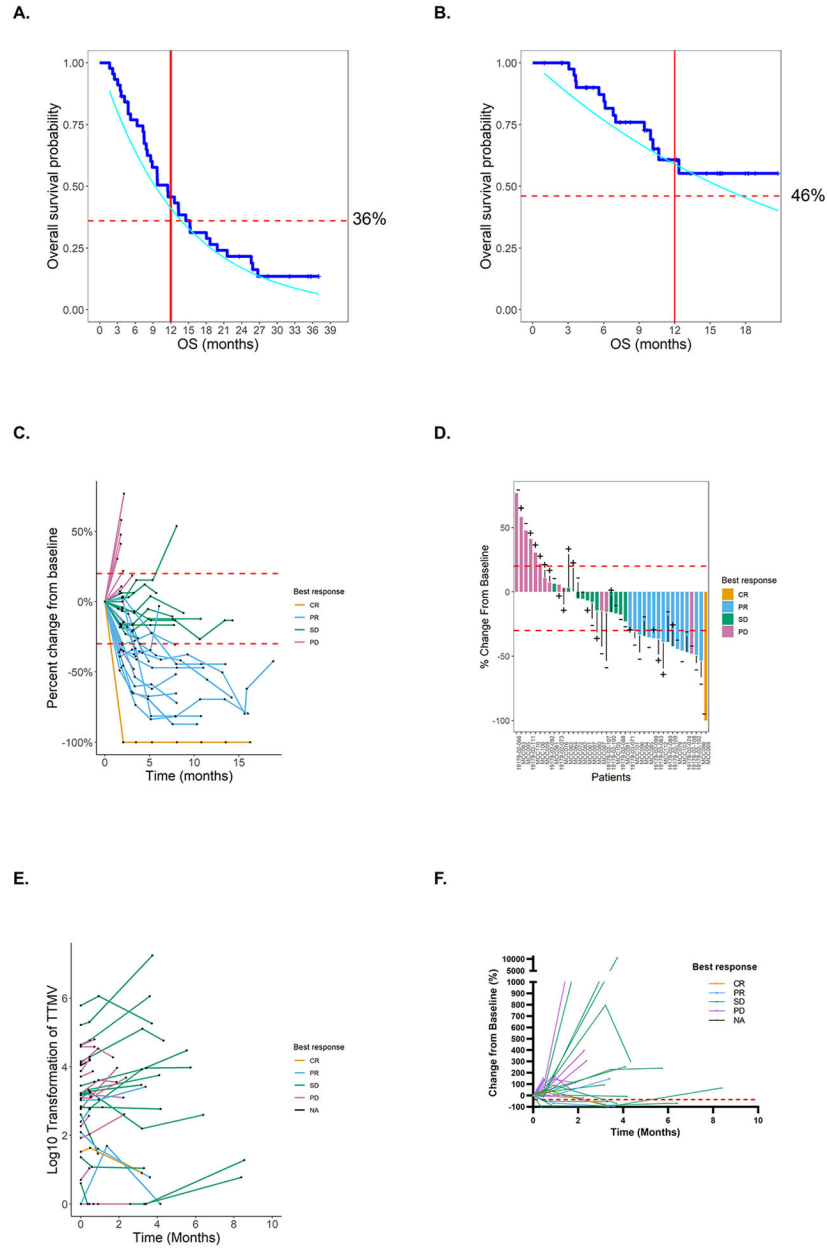 A.
B.
1.00
0.75
0.50
0.25
0.00
Overall survival probability
36%
0 3 6 9 12 15 18 21 24 27 30 33 36 39
OS (months)
1.00
0.75
0.50
0.25
0.00
Overall survival probability
46%
0 3 6 9 12 15 18
OS (months)
C.
D.
50%
0%
-50%
-100%
Percent change from baseline
0 5 10 15
Time (months)
Best response
CR
PR
SD
PD
50
0
-50
-100
% Change From Baseline
Patients
Best response
CR
PR
SD
PD
E.
F.
6
4
2
0
Log10 Transformation of TTMV
0 2 4 6 8 10
Time (Months)
Best response
CR
PR
SD
PD
NA
10000
5000
1000
900
800
700
600
500
400
300
200
100
0
-100
Change from Baseline (%)
0 2 4 6 8 10
Time (Months)
Best response
CR
PR
SD
PD
NA